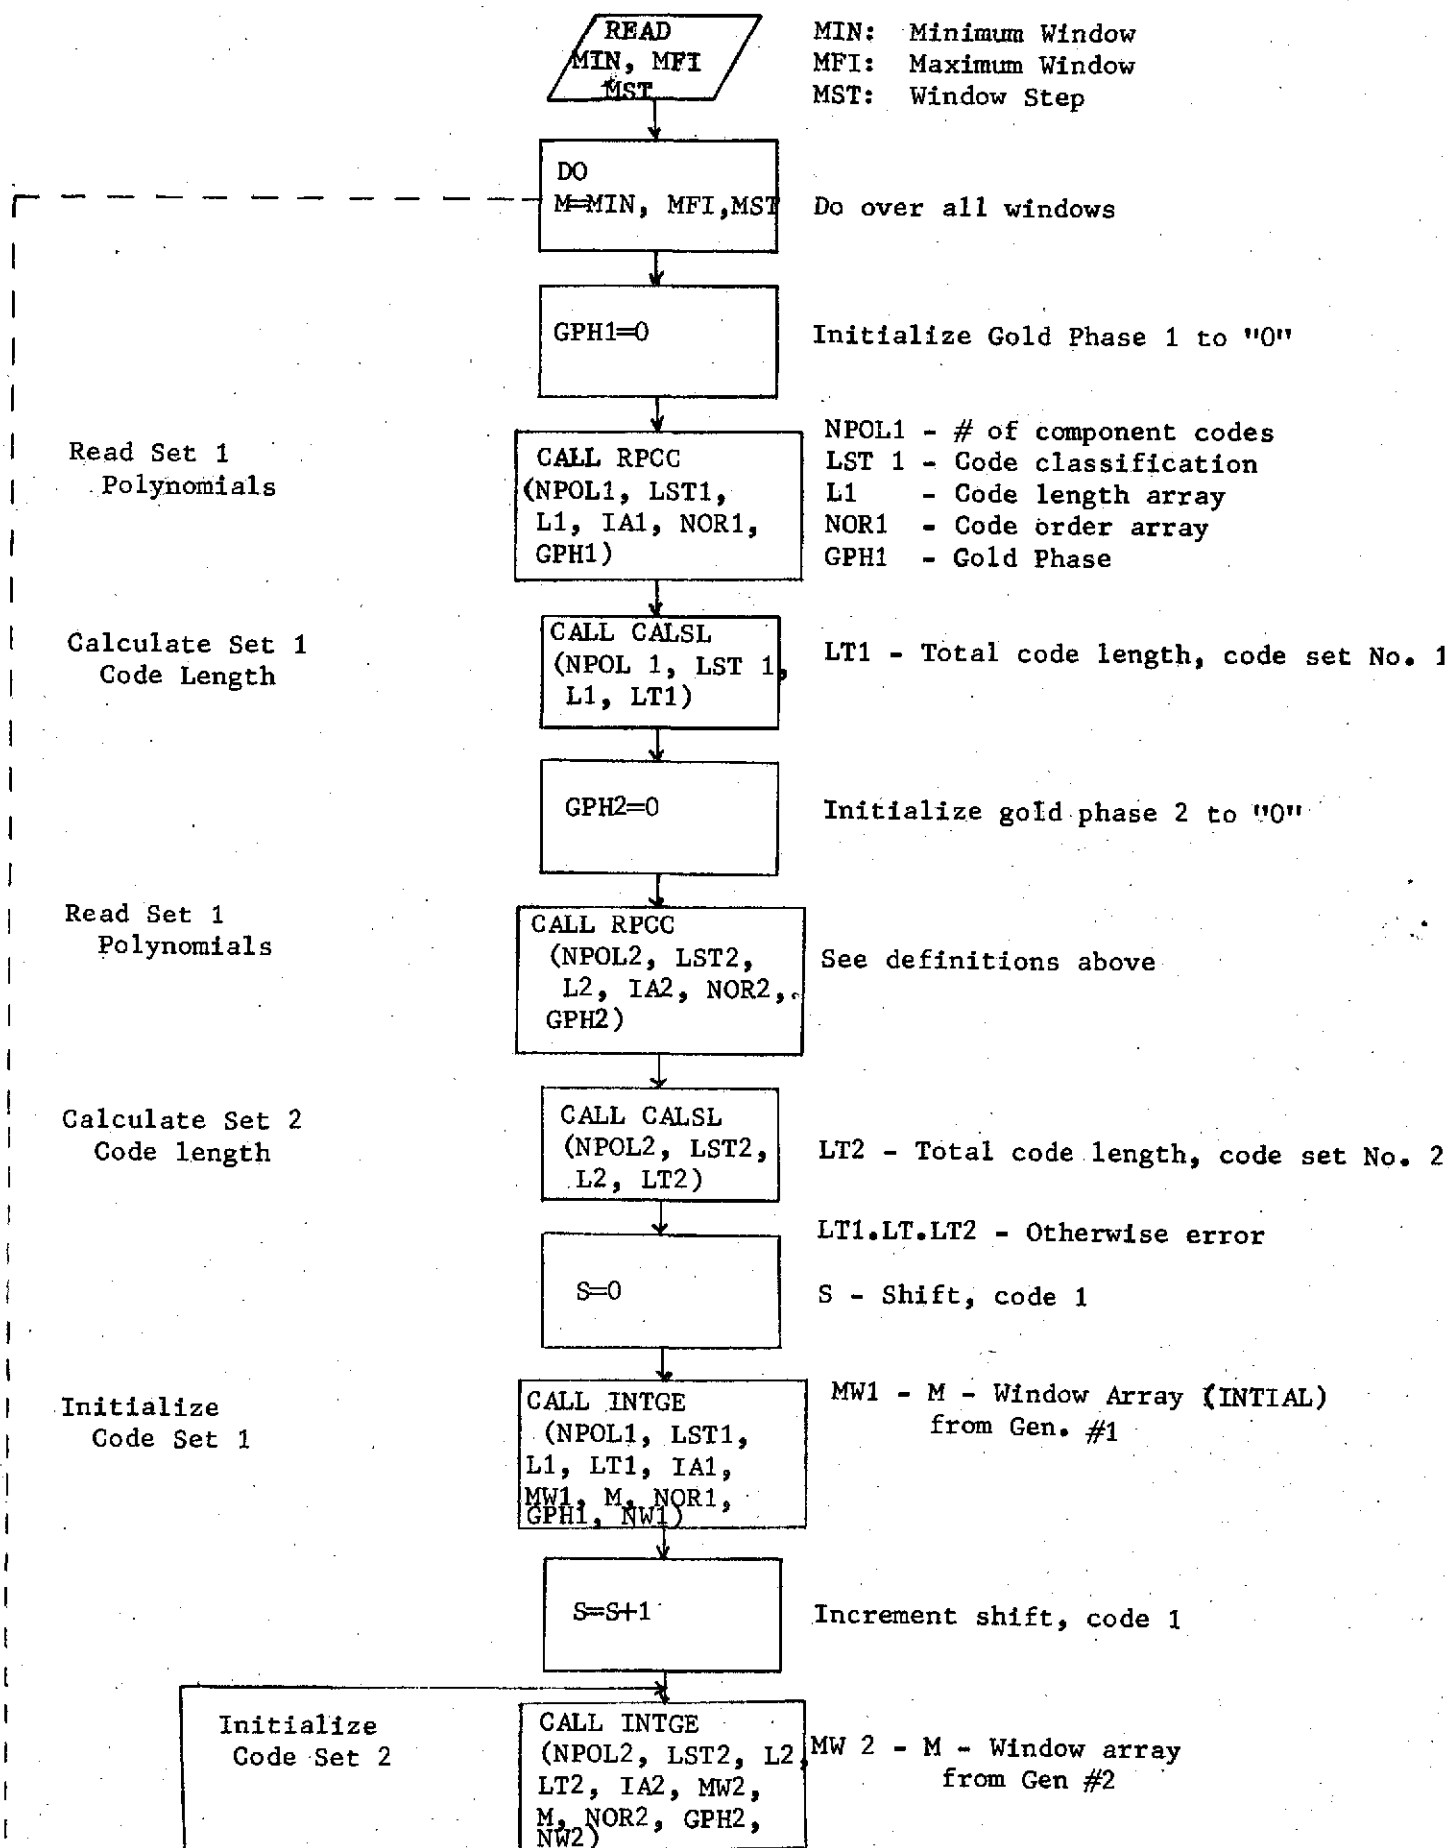 READ
MIN, MFI
MST
MIN: Minimum Window
MFI: Maximum Window
MST: Window Step
DO
M=MIN, MFI,MST
Do over all windows
GPH1=0
Initialize Gold Phase 1 to "0"
Read Set 1
Polynomials
CALL RPCC
(NPOL1, LST1,
L1, IA1, NOR1,
GPH1)
NPOL1 - # of component codes
LST 1 - Code classification
L1 - Code length array
NOR1 - Code order array
GPH1 - Gold Phase
Calculate Set 1
Code Length
CALL CALSL
(NPOL 1, LST 1,
L1, LT1)
LT1 - Total code length, code set No. 1
GPH2=0
Initialize gold phase 2 to "0"
Read Set 1
Polynomials
CALL RPCC
(NPOL2, LST2,
L2, IA2, NOR2,
GPH2)
See definitions above
Calculate Set 2
Code length
CALL CALSL
(NPOL2, LST2,
L2, LT2)
LT2 - Total code length, code set No. 2
LT1.LT.LT2 - Otherwise error
S=0
S - Shift, code 1
Initialize
Code Set 1
CALL INTGE
(NPOL1, LST1,
L1, LT1, IA1,
MW1, M, NOR1,
GPH1, NW1)
MW1 - M - Window Array (INTIAL)
from Gen. #1
S=S+1
Increment shift, code 1
Initialize
Code Set 2
CALL INTGE
(NPOL2, LST2, L2,
LT2, IA2, MW2,
M, NOR2, GPH2,
NW2)
MW 2 - M - Window array
from Gen #2